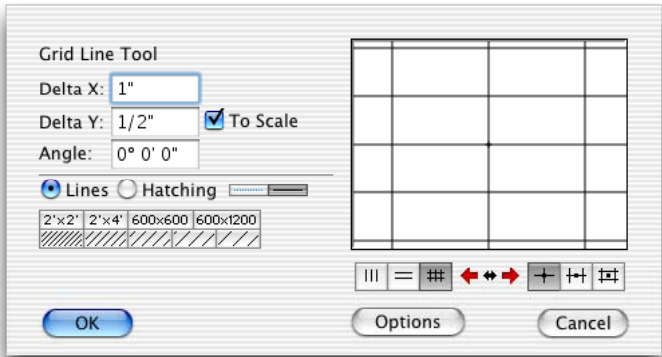 Grid Line Tool
Delta X: 1"
Delta Y: 1/2" To Scale
Angle: 0° 0' 0"
Lines Hatching
2'x2' 2'x4' 600x600 600x1200
OK Options Cancel